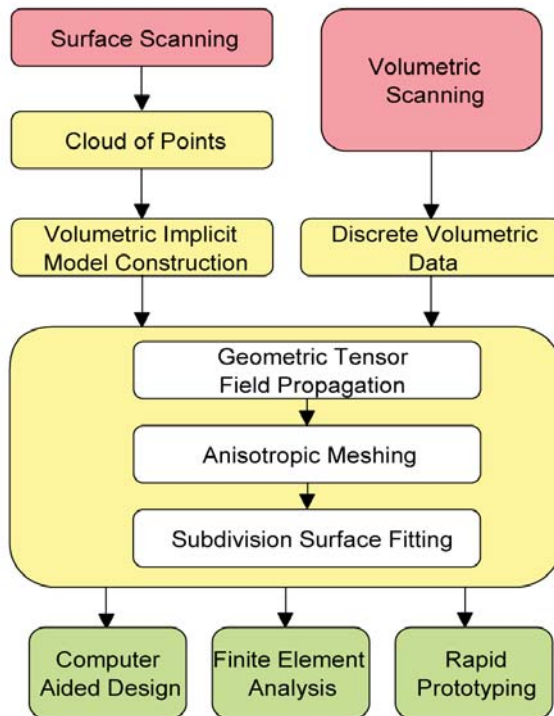 Surface Scanning
Volumetric
Scanning
Cloud of Points
Volumetric Implicit
Model Construction
Discrete Volumetric
Data
Geometric Tensor
Field Propagation
Anisotropic Meshing
Subdivision Surface Fitting
Computer
Aided Design
Finite Element
Analysis
Rapid
Prototyping